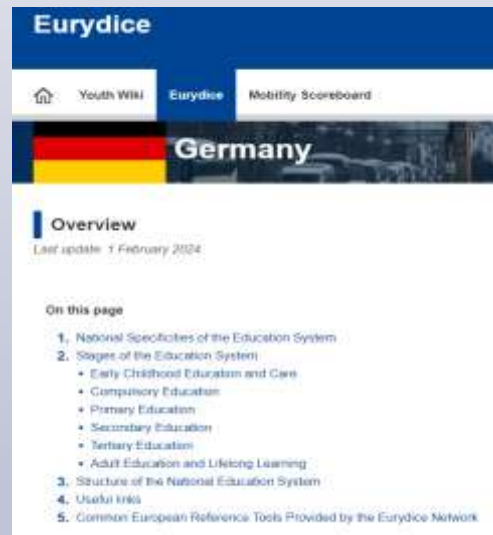 Eurydice
Youth Wiki Eurydice Mobility Scoreboard
Germany
Overview
Last update: 1 February 2024
On this page
1. National Specificities of the Education System
2. Stages of the Education System
• Early Childhood Education and Care
• Compulsory Education
• Primary Education
• Secondary Education
• Tertiary Education
• Adult Education and Lifelong Learning
3. Structure of the National Education System
4. Useful links
5. Common European Reference Tools Provided by the Eurydice Network